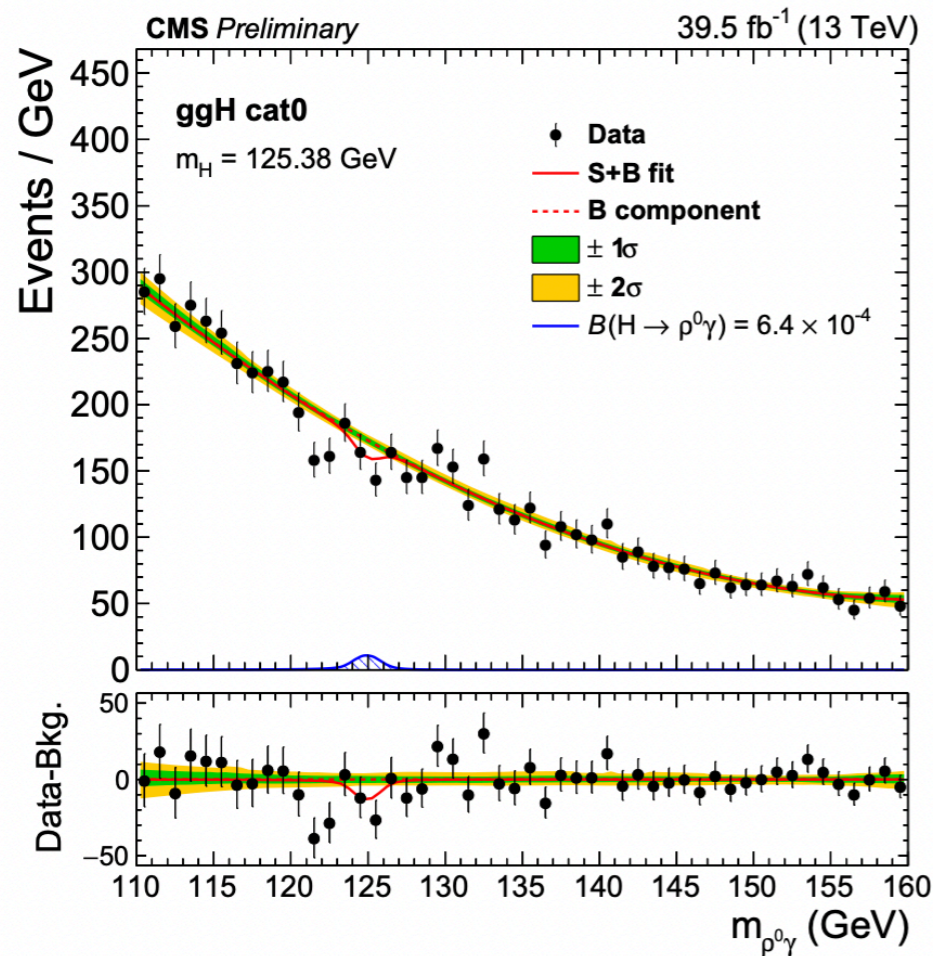 CMS Preliminary 39.5 fb⁻¹ (13 TeV)
Events / GeV
450
400
350
300
250
200
150
100
50
0
ggH cat0
m_H = 125.38 GeV
Data
S+B fit
B component
± 1σ
± 2σ
B(H → ρ⁰γ) = 6.4 × 10⁻⁴
Data-Bkg.
50
0
−50
110 115 120 125 130 135 140 145 150 155 160
m_ρ⁰γ (GeV)